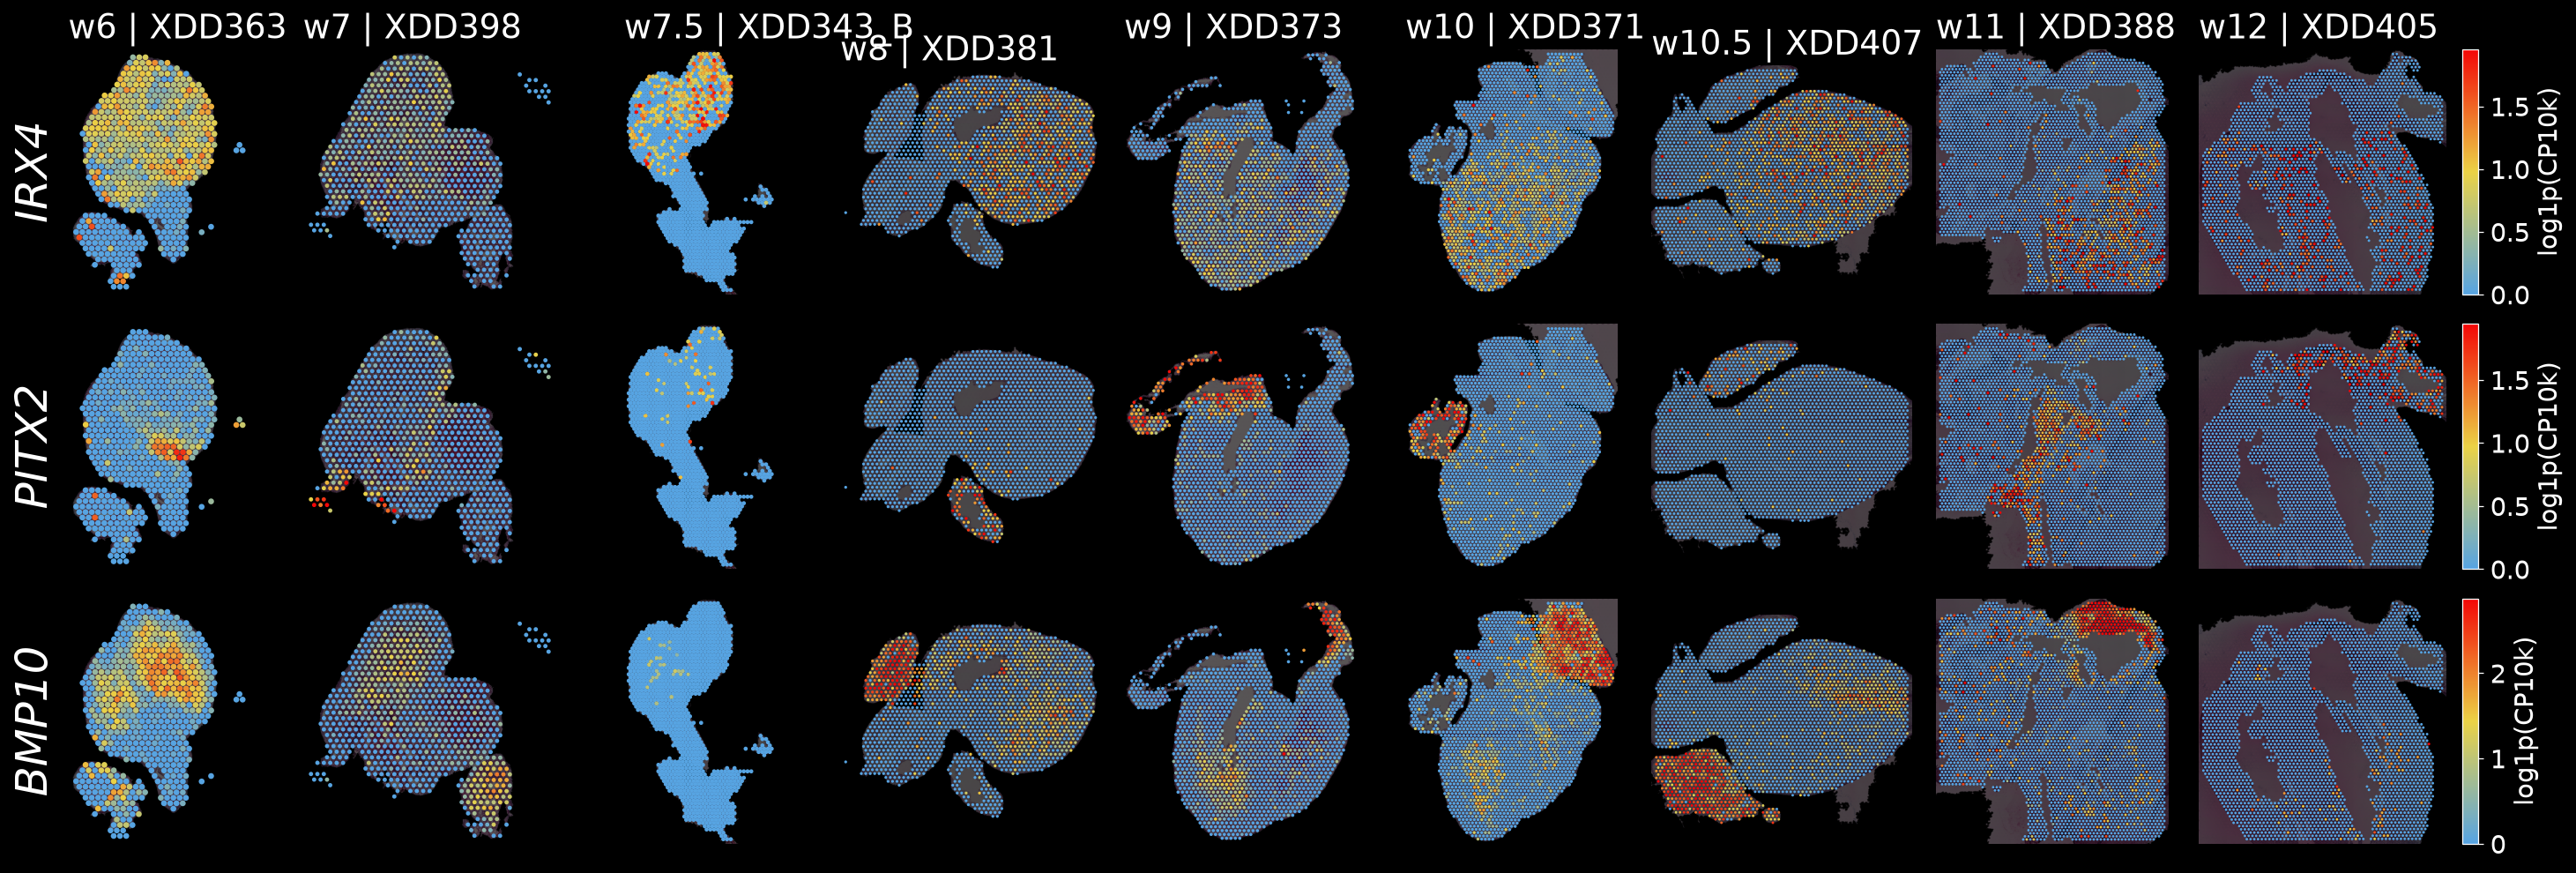 w6 | XDD363
w7 | XDD398
w7.5 | XDD343_B
w8 | XDD381
w9 | XDD373
w10 | XDD371
w10.5 | XDD407
w11 | XDD388
w12 | XDD405
IRX4
1.5
1.0
0.5
0.0
log1p(CP10k)
PITX2
1.5
1.0
0.5
0.0
log1p(CP10k)
BMP10
2
1
0
log1p(CP10k)